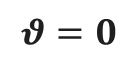 ϑ = 0